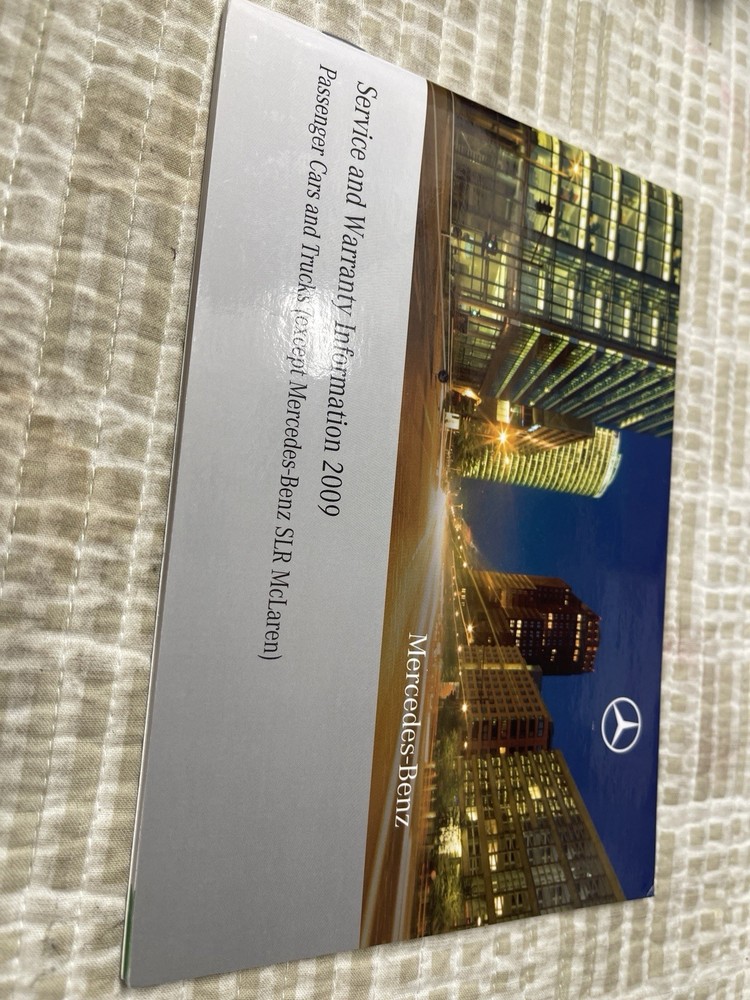 Mercedes-Benz
Service and Warranty Information 2009
Passenger Cars and Trucks (except Mercedes-Benz SLR McLaren)